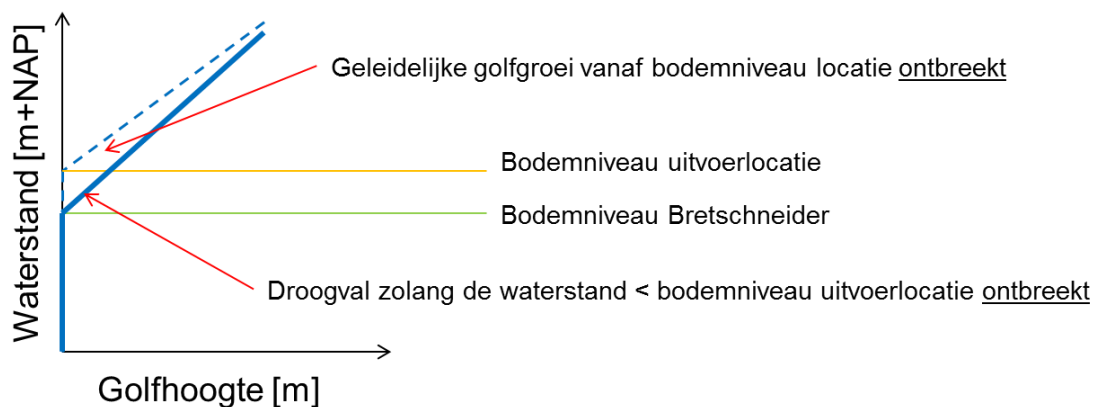 Waterstand [m+NAP]
Geleidelijke golfgroei vanaf bodemniveau locatie ontbreekt
Bodemniveau uitvoerlocatie
Bodemniveau Bretschneider
Droogval zolang de waterstand < bodemniveau uitvoerlocatie ontbreekt
Golfhoogte [m]